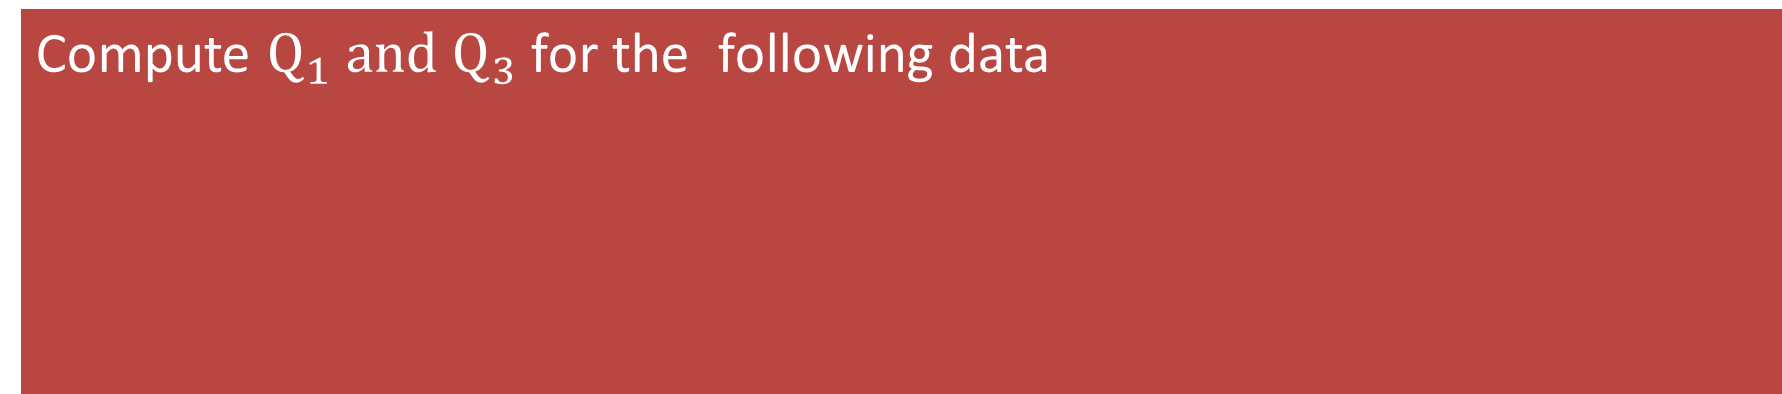 Compute Q₁ and Q₃ for the following data